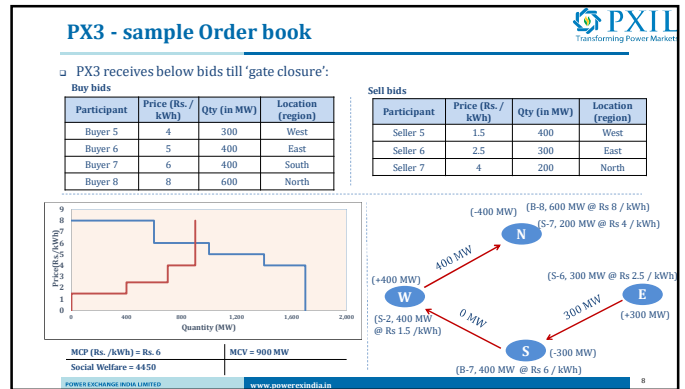 PX3 - sample Order book
PXIL
Transforming Power Markets
PX3 receives below bids till ‘gate closure’:
Buy bids
Participant Price (Rs. / kWh) Qty (in MW) Location (region)
Buyer 5 4 300 West
Buyer 6 5 400 East
Buyer 7 6 400 South
Buyer 8 8 600 North
Sell bids
Participant Price (Rs. / kWh) Qty (in MW) Location (region)
Seller 5 1.5 400 West
Seller 6 2.5 300 East
Seller 7 4 200 North
Price(Rs./kWh)
9
8
7
6
5
4
3
2
1
0
0 400 800 1,200 1,600 2,000
Quantity (MW)
MCP (Rs. /kWh) = Rs. 6 MCV = 900 MW
Social Welfare = 4450
(-400 MW) (B-8, 600 MW @ Rs 8 / kWh)
(S-7, 200 MW @ Rs 4 / kWh)
N
400 MW
(S-6, 300 MW @ Rs 2.5 / kWh)
(+400 MW)
W
E
(S-2, 400 MW
@ Rs 1.5 /kWh)
0 MW
300 MW
(+300 MW)
S
(-300 MW)
(B-7, 400 MW @ Rs 6 / kWh)
POWER EXCHANGE INDIA LIMITED www.powerexindia.in 8